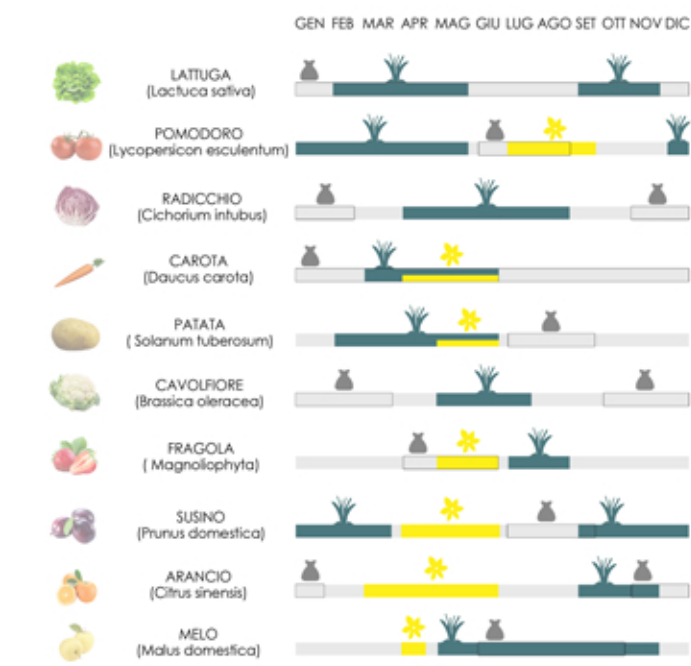 GEN FEB MAR APR MAG GIU LUG AGO SET OTT NOV DIC
LATTUGA
(Lactuca sativa)
POMODORO
(Lycopersicon esculentum)
RADICCHIO
(Cichorium intubus)
CAROTA
(Daucus carota)
PATATA
( Solanum tuberosum)
CAVOLFIORE
(Brassica oleracea)
FRAGOLA
( Magnoliophyta)
SUSINO
(Prunus domestica)
ARANCIO
(Citrus sinensis)
MELO
(Malus domestica)